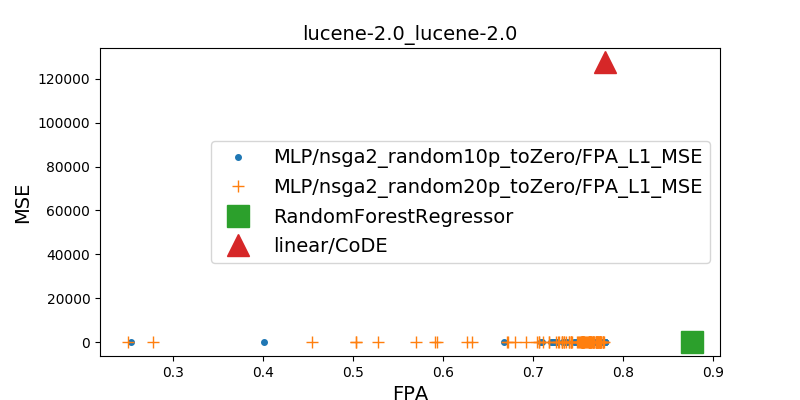 lucene-2.0_lucene-2.0
MSE
120000
100000
80000
60000
40000
20000
0
MLP/nsga2_random10p_toZero/FPA_L1_MSE
MLP/nsga2_random20p_toZero/FPA_L1_MSE
RandomForestRegressor
linear/CoDE
0.3 0.4 0.5 0.6 0.7 0.8 0.9
FPA